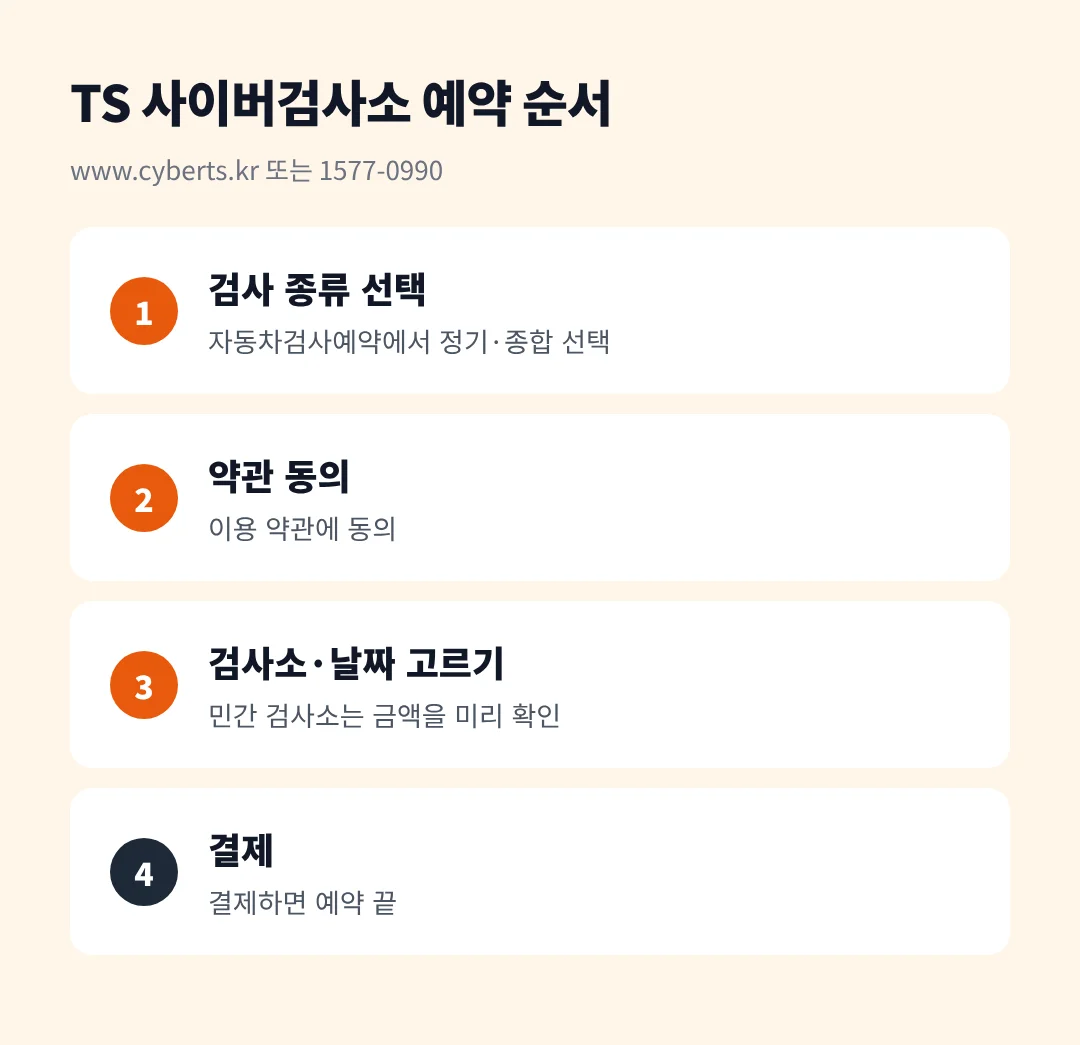 TS 사이버검사소 예약 순서
www.cyberts.kr 또는 1577-0990
1
검사 종류 선택
자동차검사예약에서 정기·종합 선택
2
약관 동의
이용 약관에 동의
3
검사소·날짜 고르기
민간 검사소는 금액을 미리 확인
4
결제
결제하면 예약 끝